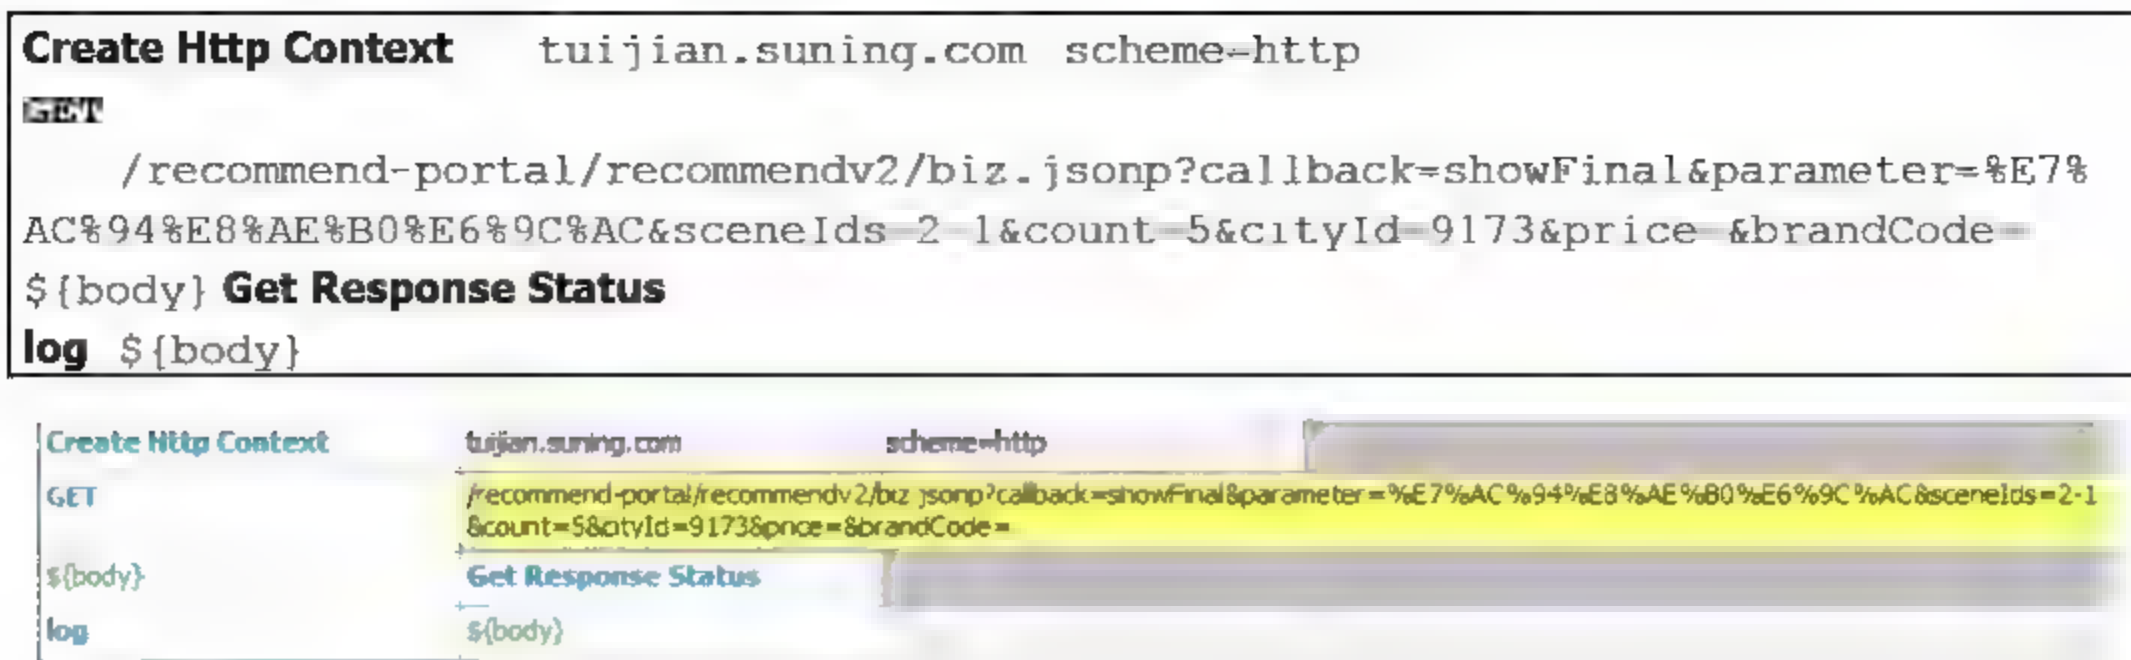 Create Http Context tuijian.suning.com scheme=http
GET
/recommend-portal/recommendv2/biz.jsonp?callback=showFinal&parameter=%E7%
AC%94%E8%AE%B0%E6%9C%AC&sceneIds=2-1&count=5&cityId=9173&price=&brandCode=
${body} Get Response Status
log ${body}
Create Http Context tuijian.suning.com scheme=http
GET /recommend-portal/recommendv2/biz.jsonp?callback=showFinal&parameter=%E7%AC%94%E8%AE%B0%E6%9C%AC&sceneIds=2-1
&count=5&cityId=9173&price=&brandCode=
${body} Get Response Status
log ${body}